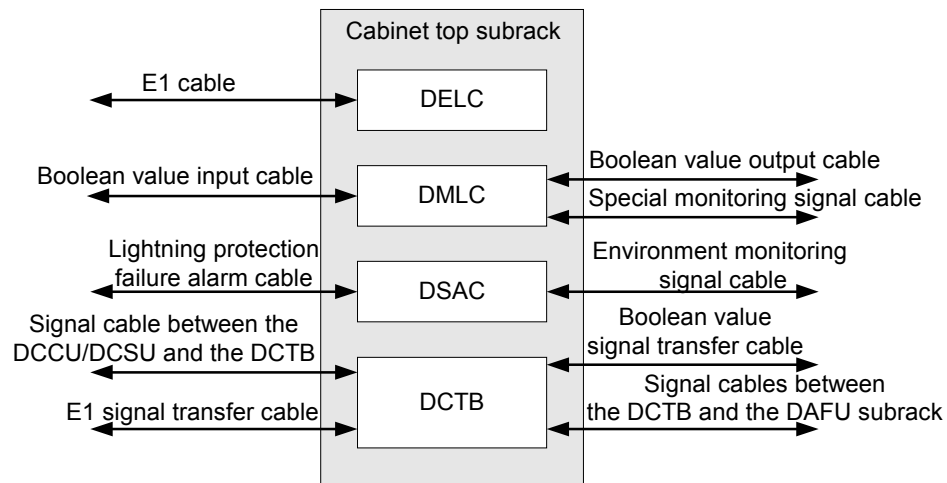 Cabinet top subrack
E1 cable
DELC
Boolean value input cable
DMLC
Boolean value output cable
Special monitoring signal cable
Lightning protection
failure alarm cable
DSAC
Environment monitoring
signal cable
Signal cable between the
DCCU/DCSU and the DCTB
E1 signal transfer cable
DCTB
Boolean value
signal transfer cable
Signal cables between
the DCTB and the DAFU subrack